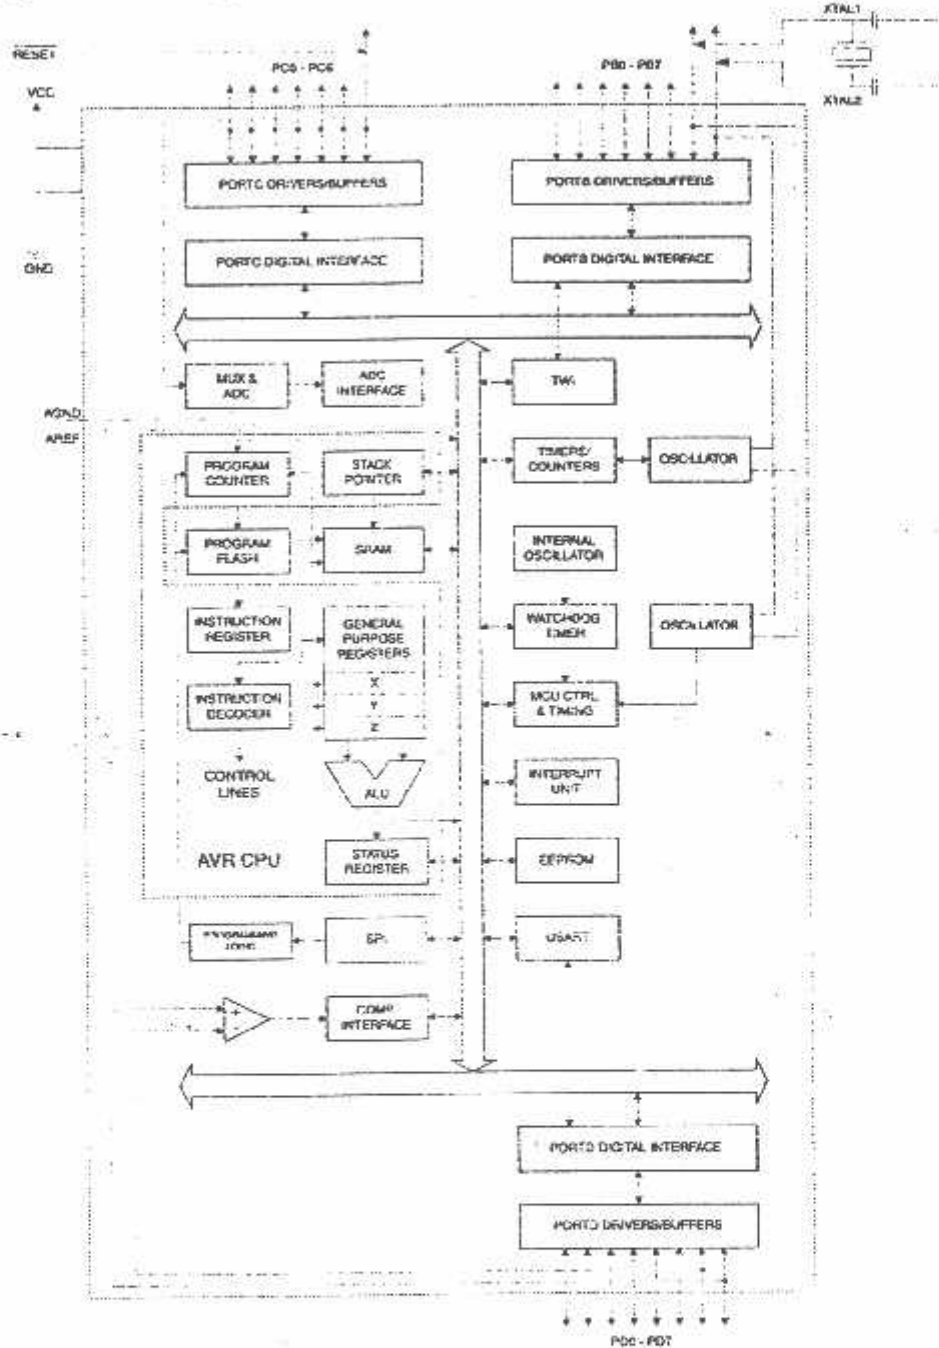 XTAL1
RESET
PC0 - PC6
PB0 - PB7
VCC
XTAL2
PORTC DRIVERS/BUFFERS
PORTB DRIVERS/BUFFERS
GND
PORTC DIGITAL INTERFACE
PORTB DIGITAL INTERFACE
MUX &
ADC
ADC
INTERFACE
TWI
AGND
AREF
PROGRAM
COUNTER
STACK
POINTER
TIMERS/
COUNTERS
OSCILLATOR
PROGRAM
FLASH
SRAM
INTERNAL
OSCILLATOR
INSTRUCTION
REGISTER
GENERAL
PURPOSE
REGISTERS
WATCHDOG
TIMER
OSCILLATOR
X
INSTRUCTION
DECODER
Y
MCU CTRL.
& TIMING
Z
CONTROL
LINES
ALU
INTERRUPT
UNIT
AVR CPU
STATUS
REGISTER
EEPROM
PROGRAMMING
LOGIC
SPI
USART
+
-
COMP.
INTERFACE
PORTD DIGITAL INTERFACE
PORTD DRIVERS/BUFFERS
PD0 - PD7